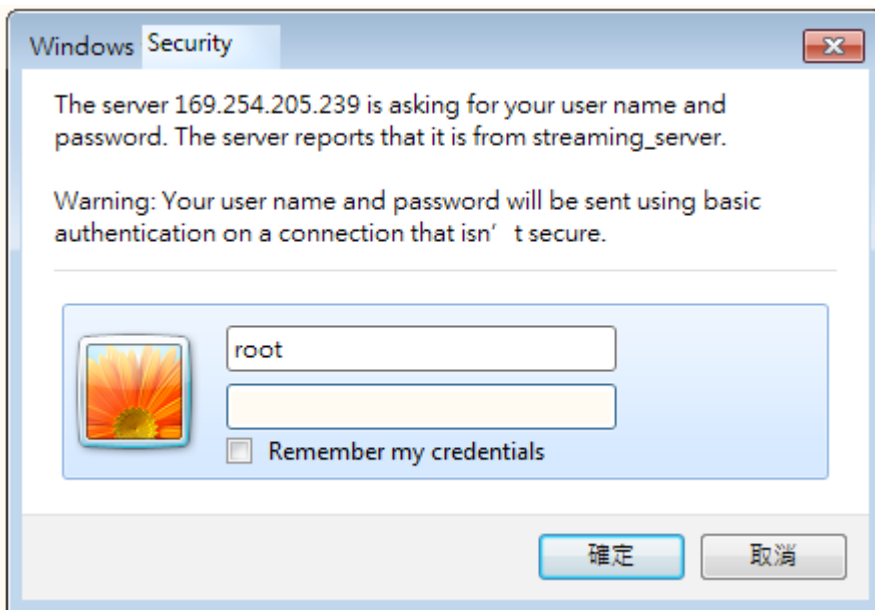 Windows Security
The server 169.254.205.239 is asking for your user name and
password. The server reports that it is from streaming_server.
Warning: Your user name and password will be sent using basic
authentication on a connection that isn’ t secure.
root
Remember my credentials
確定 取消